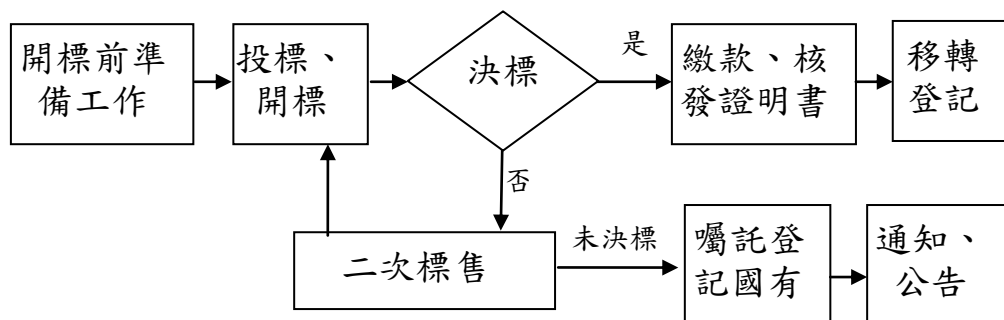 開標前準
備工作
投標、
開標
決標
是
繳款、核
發證明書
移轉
登記
否
二次標售
未決標
囑託登
記國有
通知、
公告